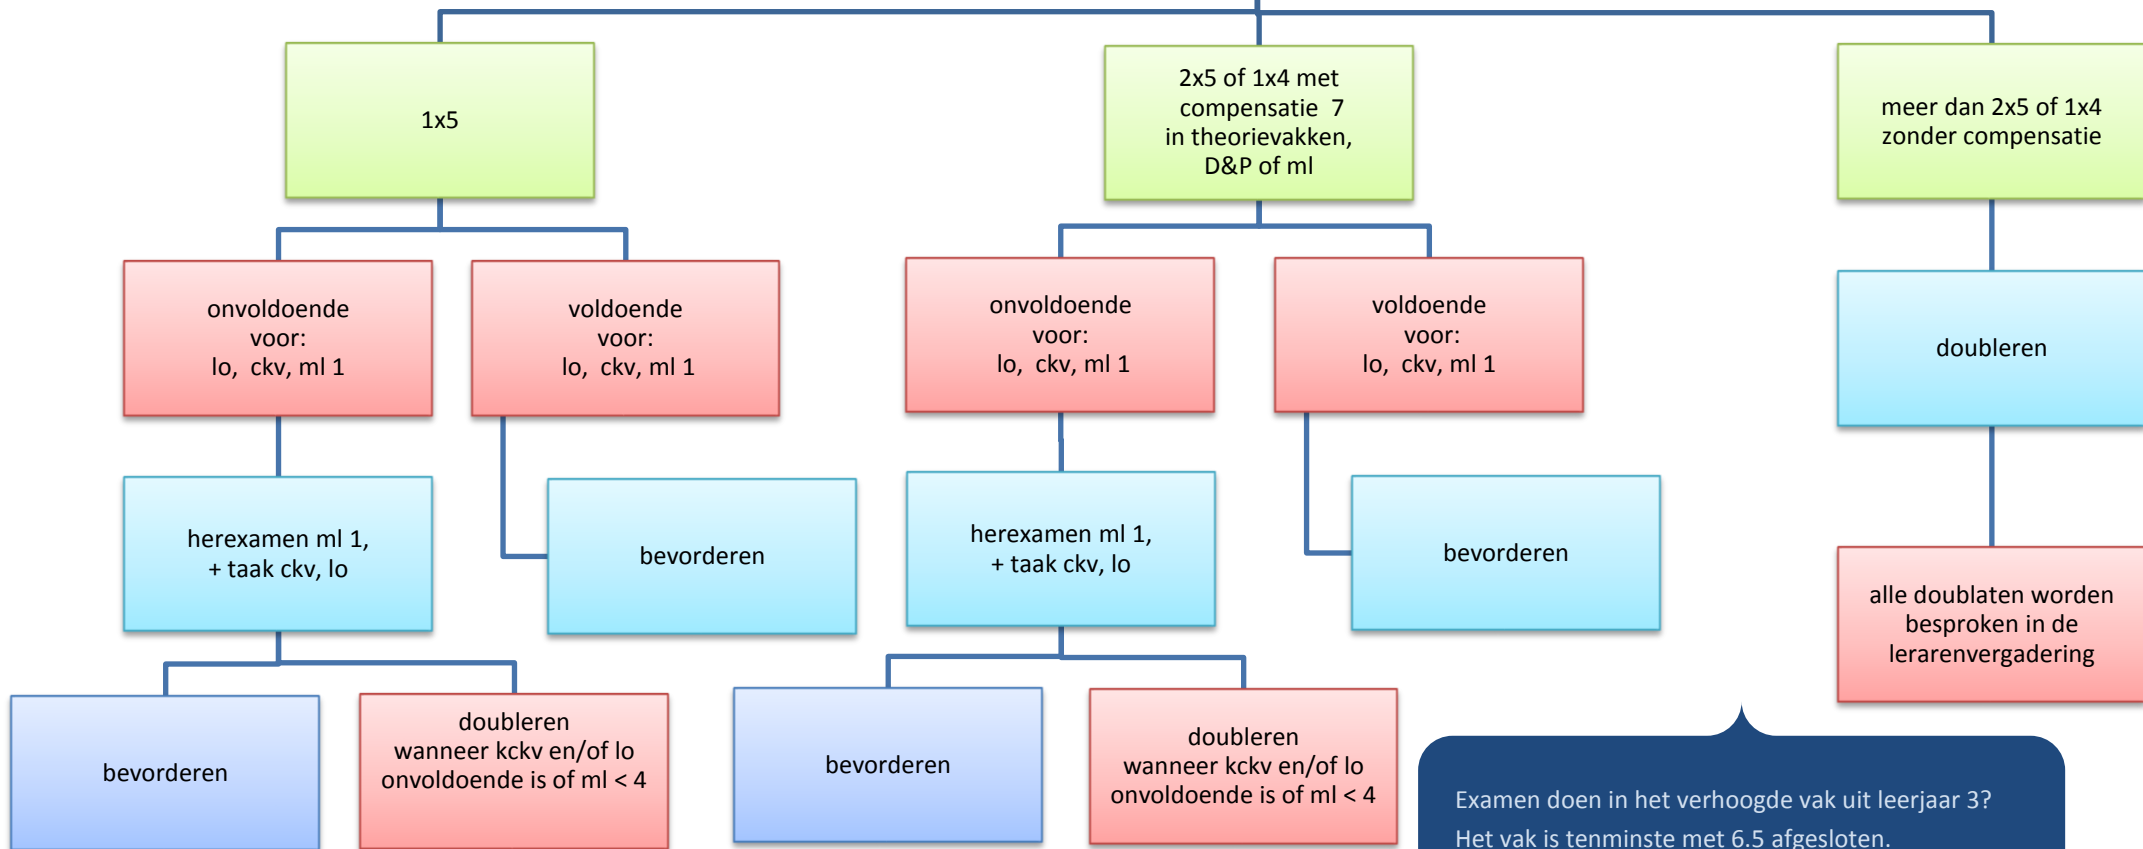 1x5
2x5 of 1x4 met
compensatie 7
in theorievakken,
D&P of ml
meer dan 2x5 of 1x4
zonder compensatie
onvoldoende
voor:
lo, ckv, ml 1
voldoende
voor:
lo, ckv, ml 1
onvoldoende
voor:
lo, ckv, ml 1
voldoende
voor:
lo, ckv, ml 1
doubleren
herexamen ml 1,
+ taak ckv, lo
bevorderen
herexamen ml 1,
+ taak ckv, lo
bevorderen
alle doublaten worden
besproken in de
lerarenvergadering
bevorderen
doubleren
wanneer kckv en/of lo
onvoldoende is of ml < 4
bevorderen
doubleren
wanneer kckv en/of lo
onvoldoende is of ml < 4
Examen doen in het verhoogde vak uit leerjaar 3?
Het vak is tenminste met 6.5 afgesloten.